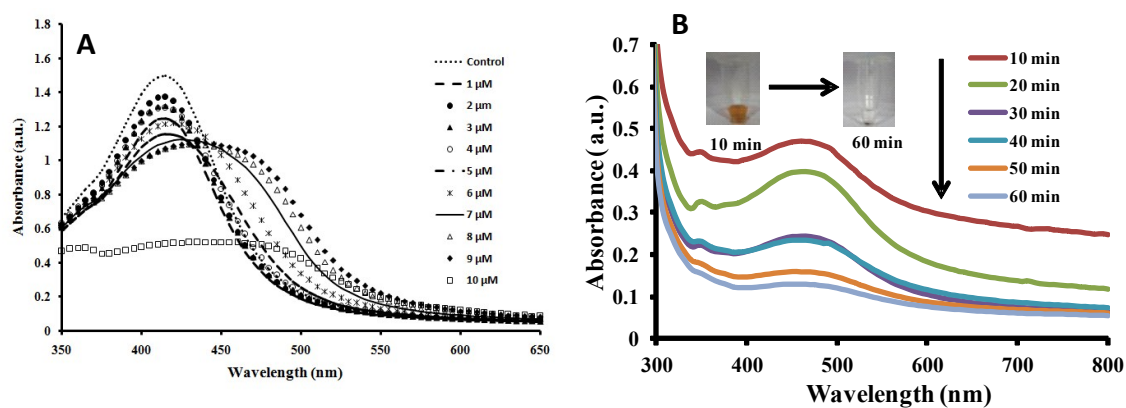 A
Absorbance (a.u.)
1.8
1.6
1.4
1.2
1
0.8
0.6
0.4
0.2
0
350
400
450
500
550
600
650
Wavelength (nm)
Control
1 µM
2 µm
3 µM
4 µM
5 µM
6 µM
7 µM
8 µM
9 µM
10 µM
B
Absorbance ( a.u.)
0.7
0.6
0.5
0.4
0.3
0.2
0.1
0
300
400
500
600
700
800
Wavelength (nm)
10 min
60 min
10 min
20 min
30 min
40 min
50 min
60 min